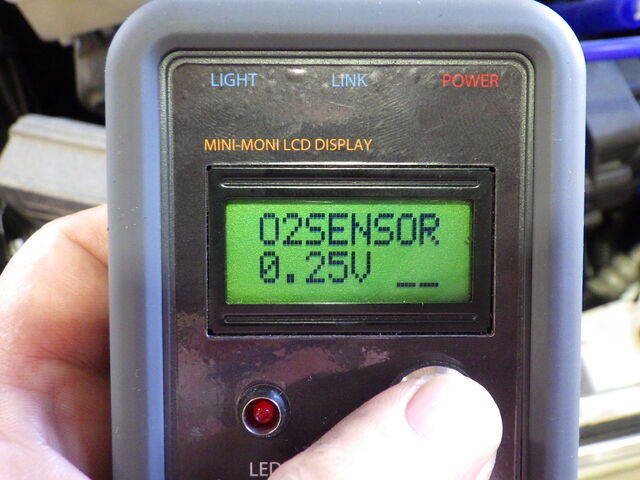 LIGHT LINK POWER
MINI-MONI LCD DISPLAY
O2SENSOR
0.25V __
LED